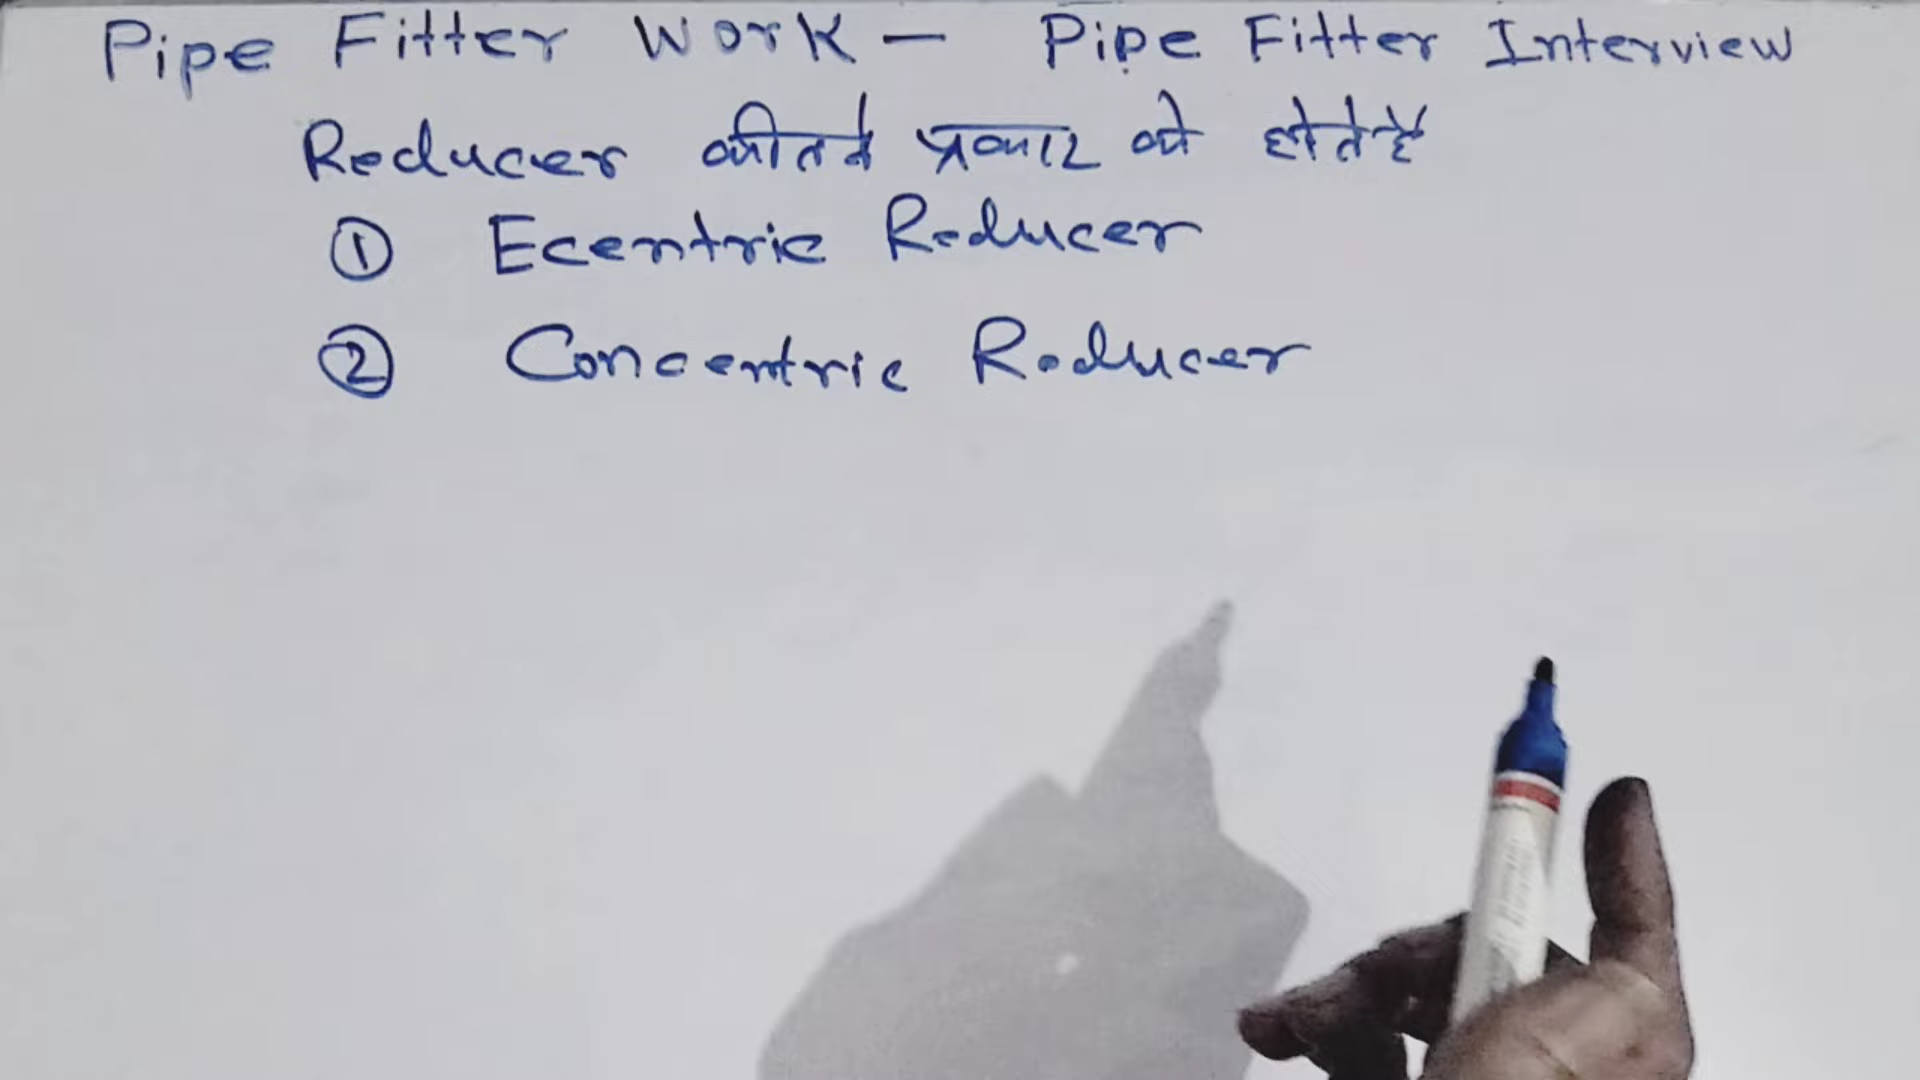 Pipe Fitter Work - Pipe Fitter Interview
Reducer कीतने प्रकार के होते हैं
① Ecentric Reducer
② Concentric Reducer